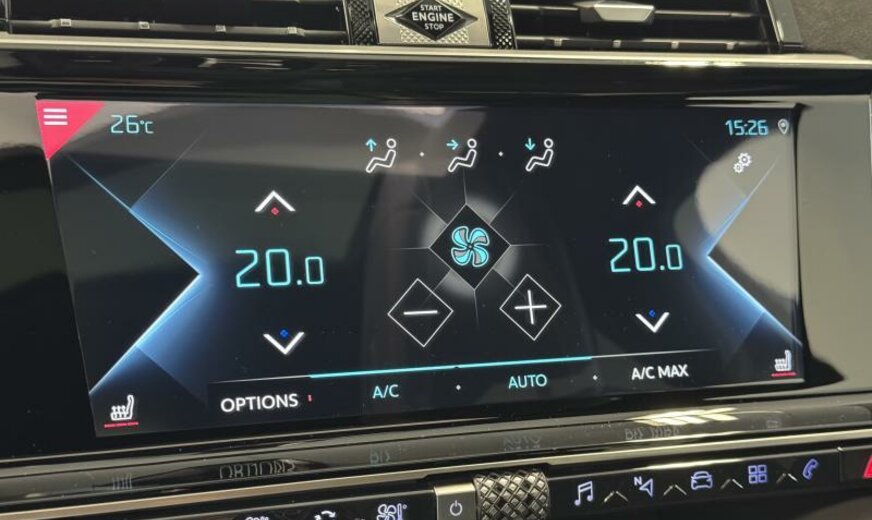 START
ENGINE
STOP
26°C
15:26
20.0
20.0
OPTIONS
A/C
AUTO
A/C MAX
N